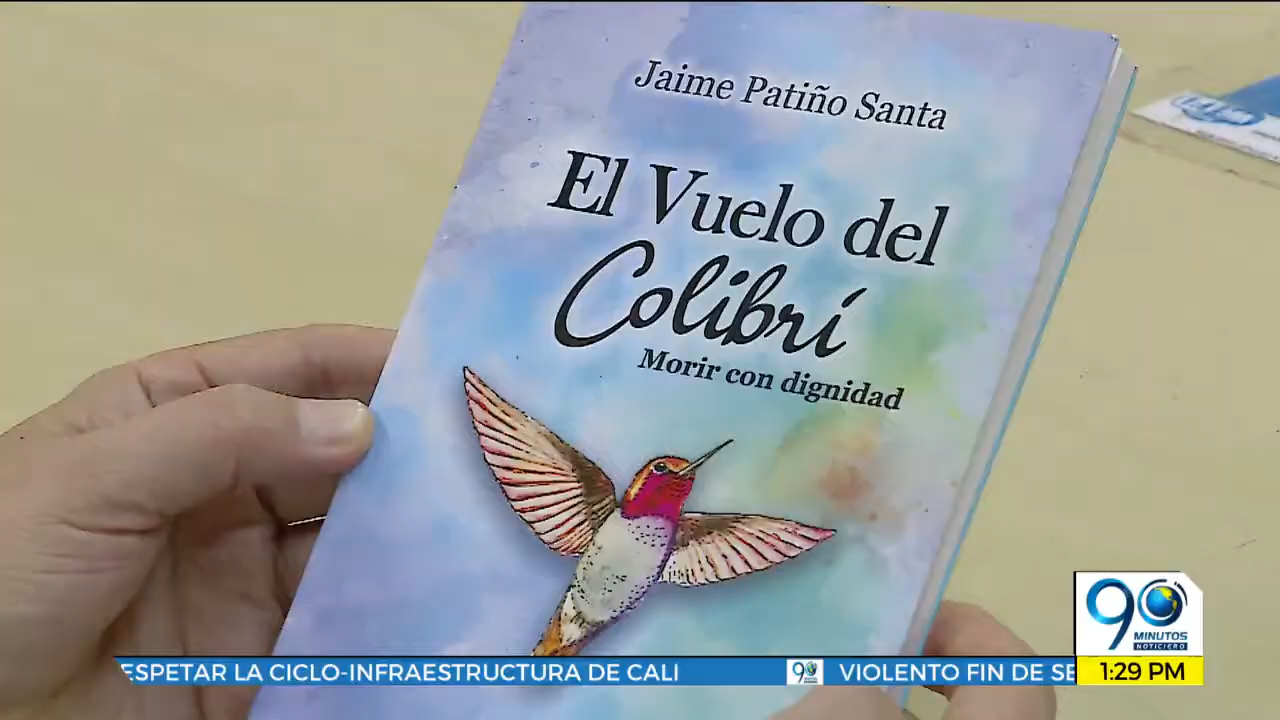 Jaime Patiño Santa
El Vuelo del
Colibrí
Morir con dignidad
90
MINUTOS
NOTICIERO
ESPETAR LA CICLO-INFRAESTRUCTURA DE CALI
90
VIOLENTO FIN DE SE
1:29 PM